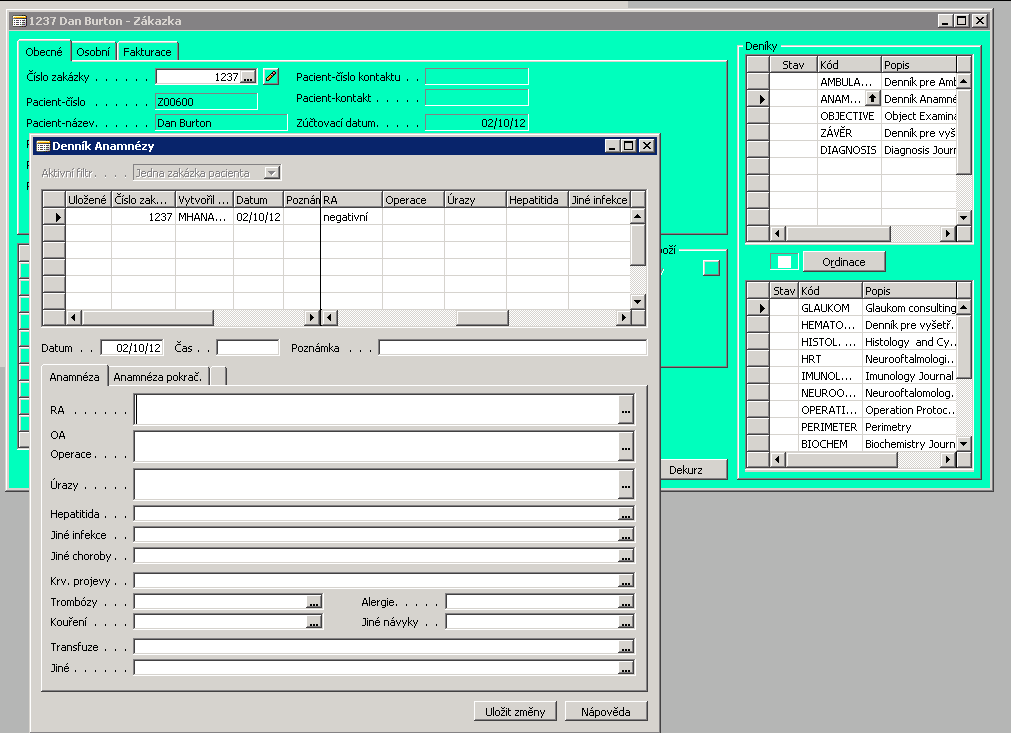 1237 Dan Burton - Zákazka
Obecné Osobní Fakturace
Číslo zakázky 1237 ...
Pacient-číslo kontaktu
Pacient-číslo Z00600
Pacient-kontakt
Pacient-název. Dan Burton
Zúčtovací datum. 02/10/12
Deníky
Stav Kód Popis
AMBULA... Denník pre Amb
ANAM... Denník Anamné
OBJECTIVE Object Examina
ZÁVĚR Denník pre vyš
DIAGNOSIS Diagnosis Jour
Ordinace
Stav Kód Popis
GLAUKOM Glaukom consulting
HEMATO... Denník pre vyšetř.
HISTOL. ... Histology and Cy...
HRT Neurooftalmologi...
IMUNOL... Imunology Journal
NEUROO... Neurooftalomolog.
OPERATI... Operation Protoc..
PERIMETER Perimetry
BIOCHEM Biochemistry Journ
oží
Dekurz
Denník Anamnézy
Aktivní filtr. Jedna zakázka pacienta
Uložené Číslo zak... Vytvořil ... Datum Poznám RA Operace Úrazy Hepatitida Jiné infekce
1237 MHANA... 02/10/12 negativní
Datum . . 02/10/12 Čas . . Poznámka . . .
Anamnéza Anamnéza pokrač.
RA . . . . . . ...
OA
Operace. . . . ...
Úrazy . . . . . ...
Hepatitida . . . ...
Jiné infekce . . ...
Jiné choroby . . ...
Krv. projevy . . ...
Trombózy . . . ... Alergie. . . . . ...
Kouření . . . . ... Jiné návyky . . ...
Transfuze . . . ...
Jiné . . . . . . ...
Uložit změny Nápověda